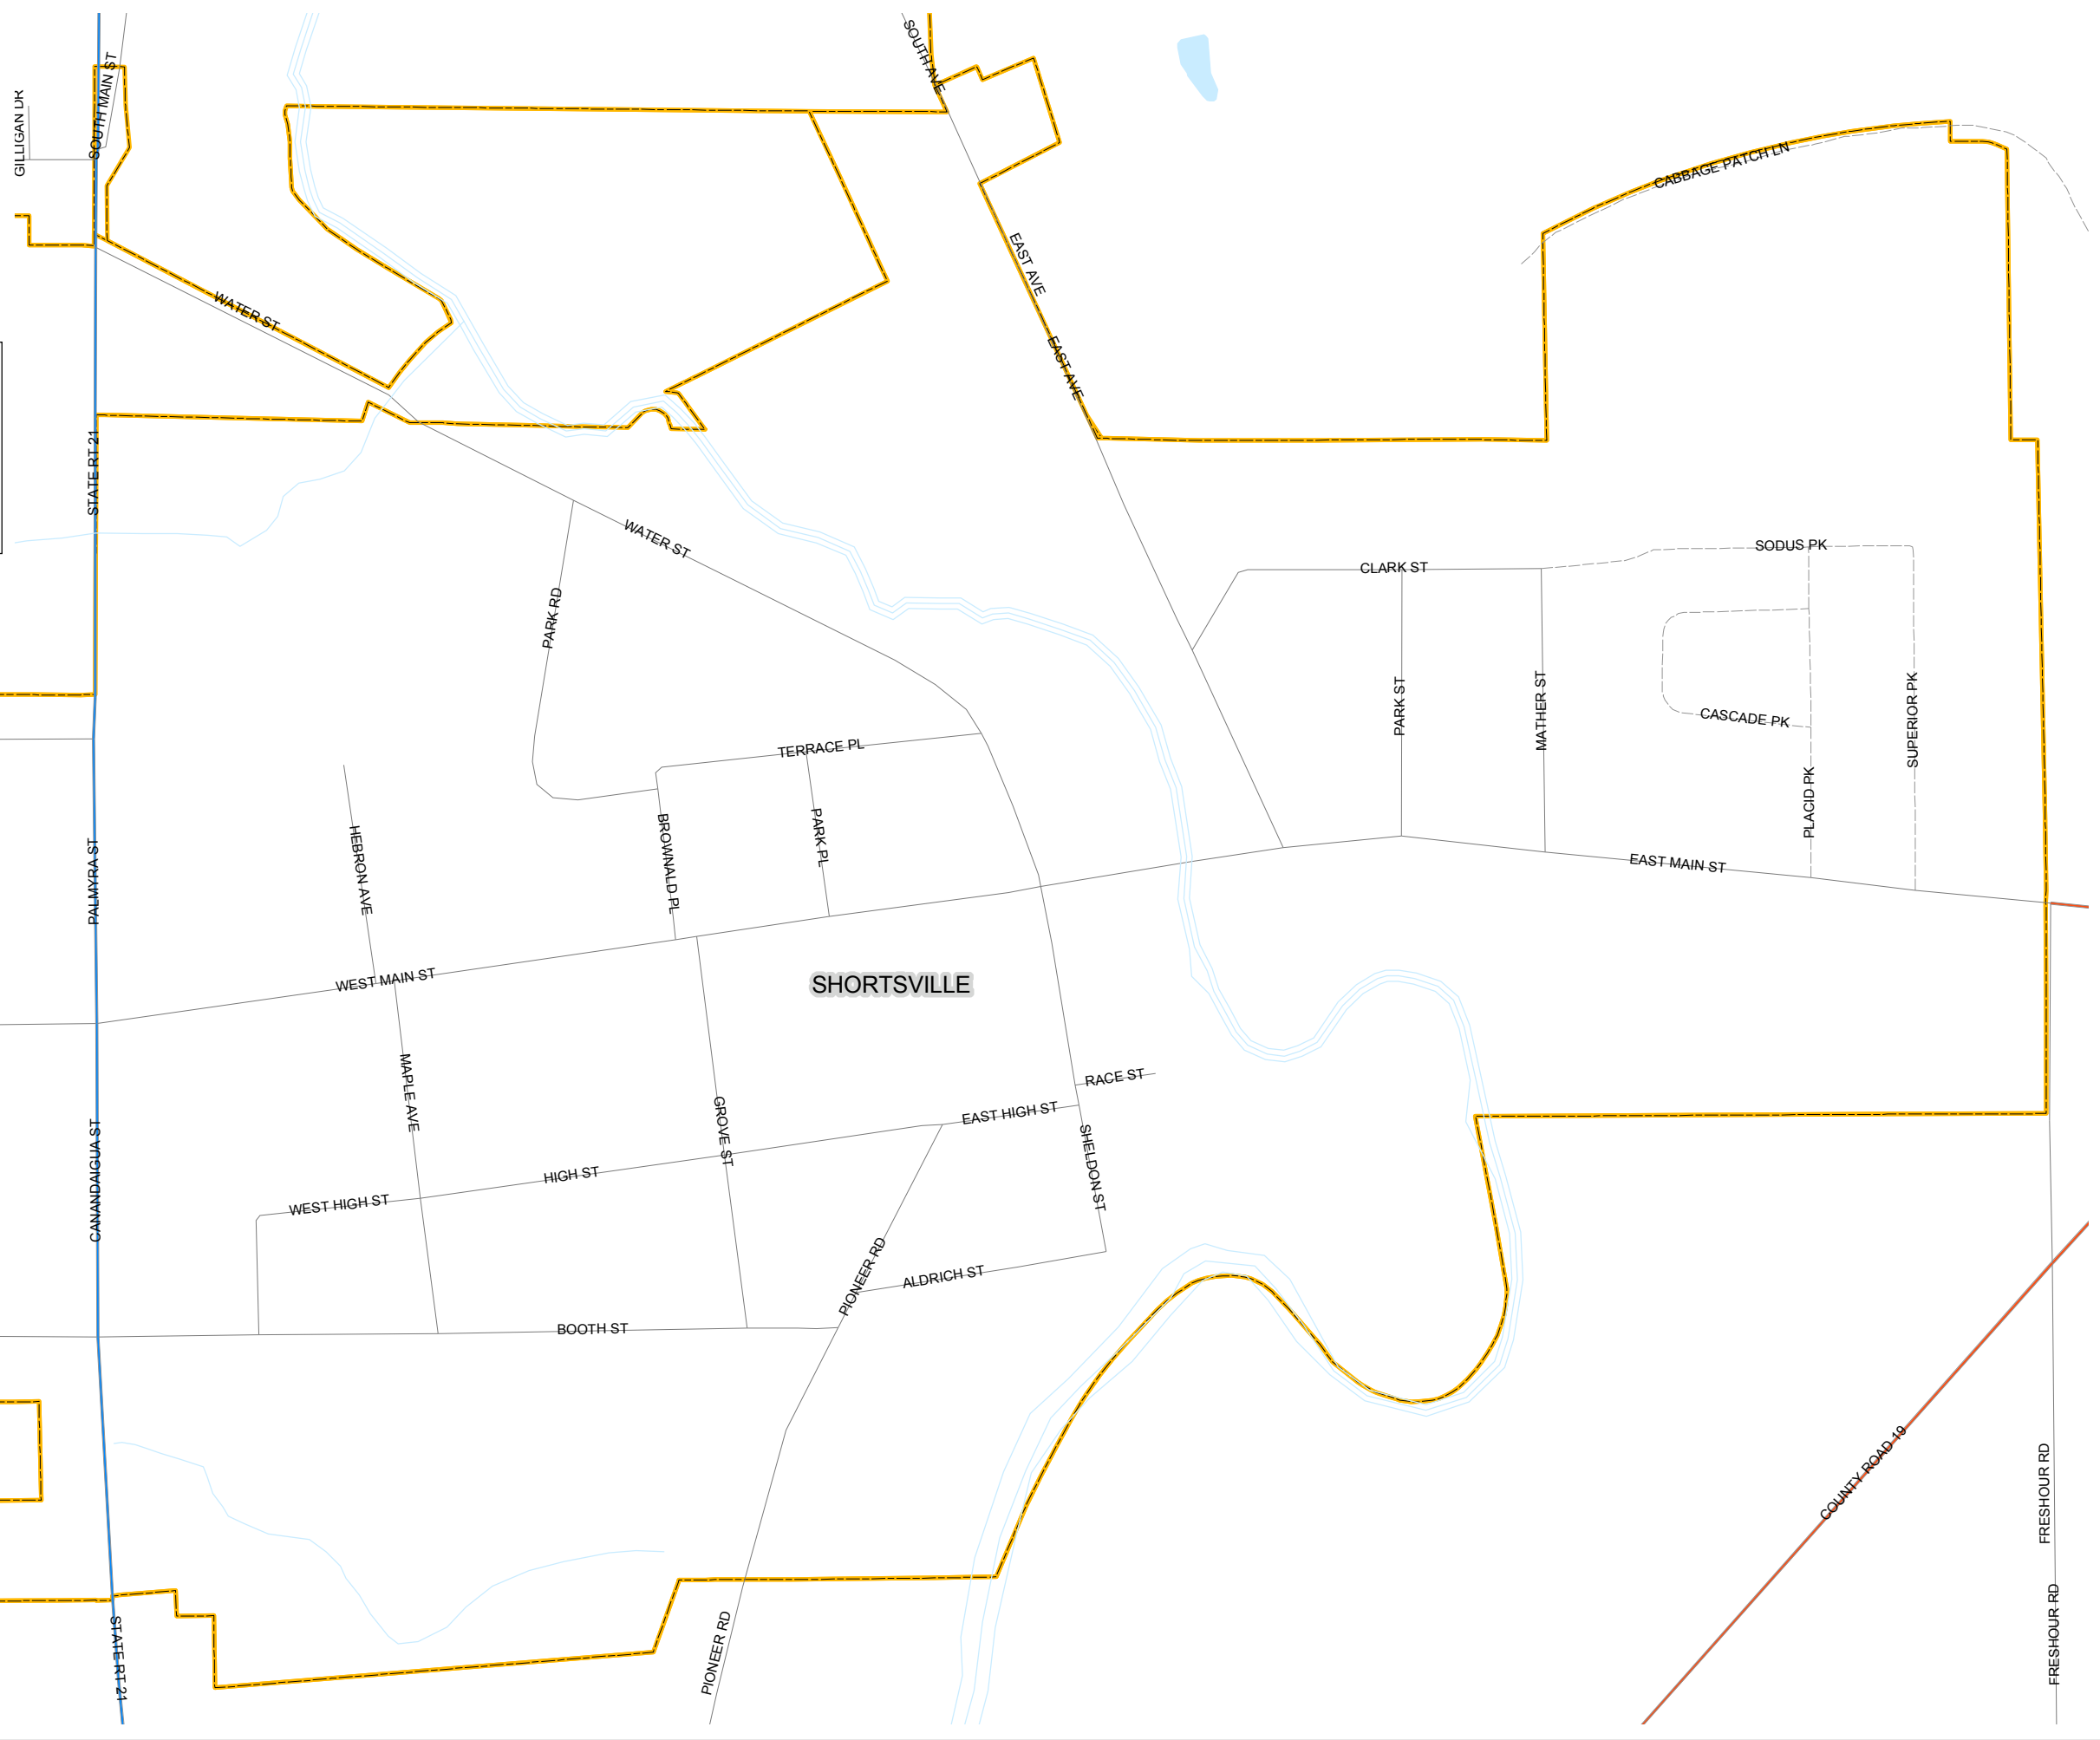 SOUTH AVE
GILLIGAN DR
SOUTH MAIN ST
CABBAGE PATCH LN
EAST AVE
WATER ST
EAST AVE
STATE RT 21
WATER ST
SODUS PK
CLARK ST
PARK RD
PARK ST
MATHER ST
CASCADE PK
SUPERIOR PK
TERRACE PL
PLACID PK
HEBRON AVE
BROWNALD PL
PARK PL
PALMYRA ST
EAST MAIN ST
WEST MAIN ST
SHORTSVILLE
MAPLE AVE
RACE ST
GROVE ST
EAST HIGH ST
CANANDAIGUA ST
SHELDON ST
HIGH ST
WEST HIGH ST
PIONEER RD
ALDRICH ST
BOOTH ST
COUNTY ROAD 19
FRESHOUR RD
FRESHOUR RD
STATE RT 21
PIONEER RD